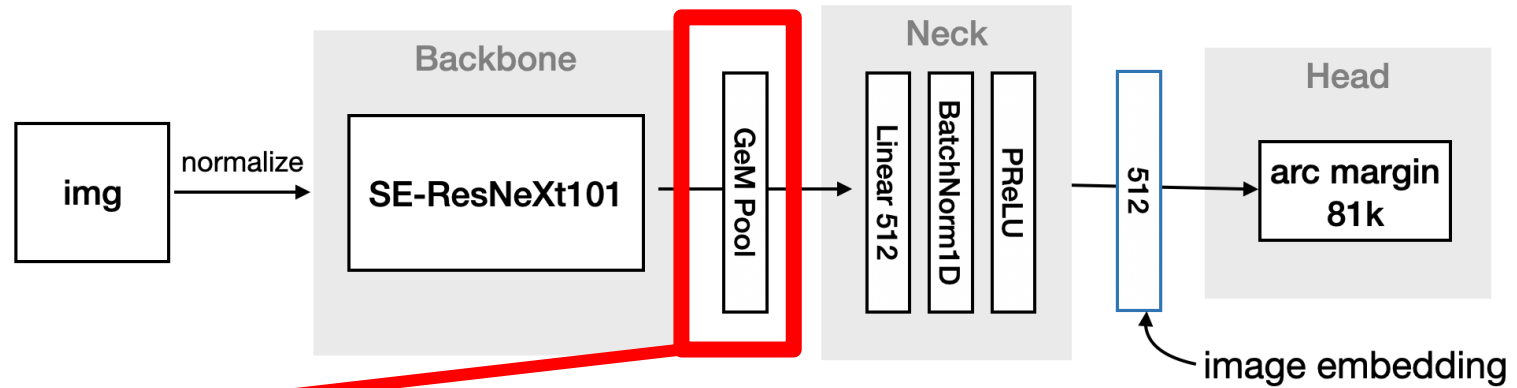 Backbone
Neck
Head
img
normalize
SE-ResNeXt101
GeM Pool
Linear 512
BatchNorm1D
PReLU
512
arc margin
81k
image embedding